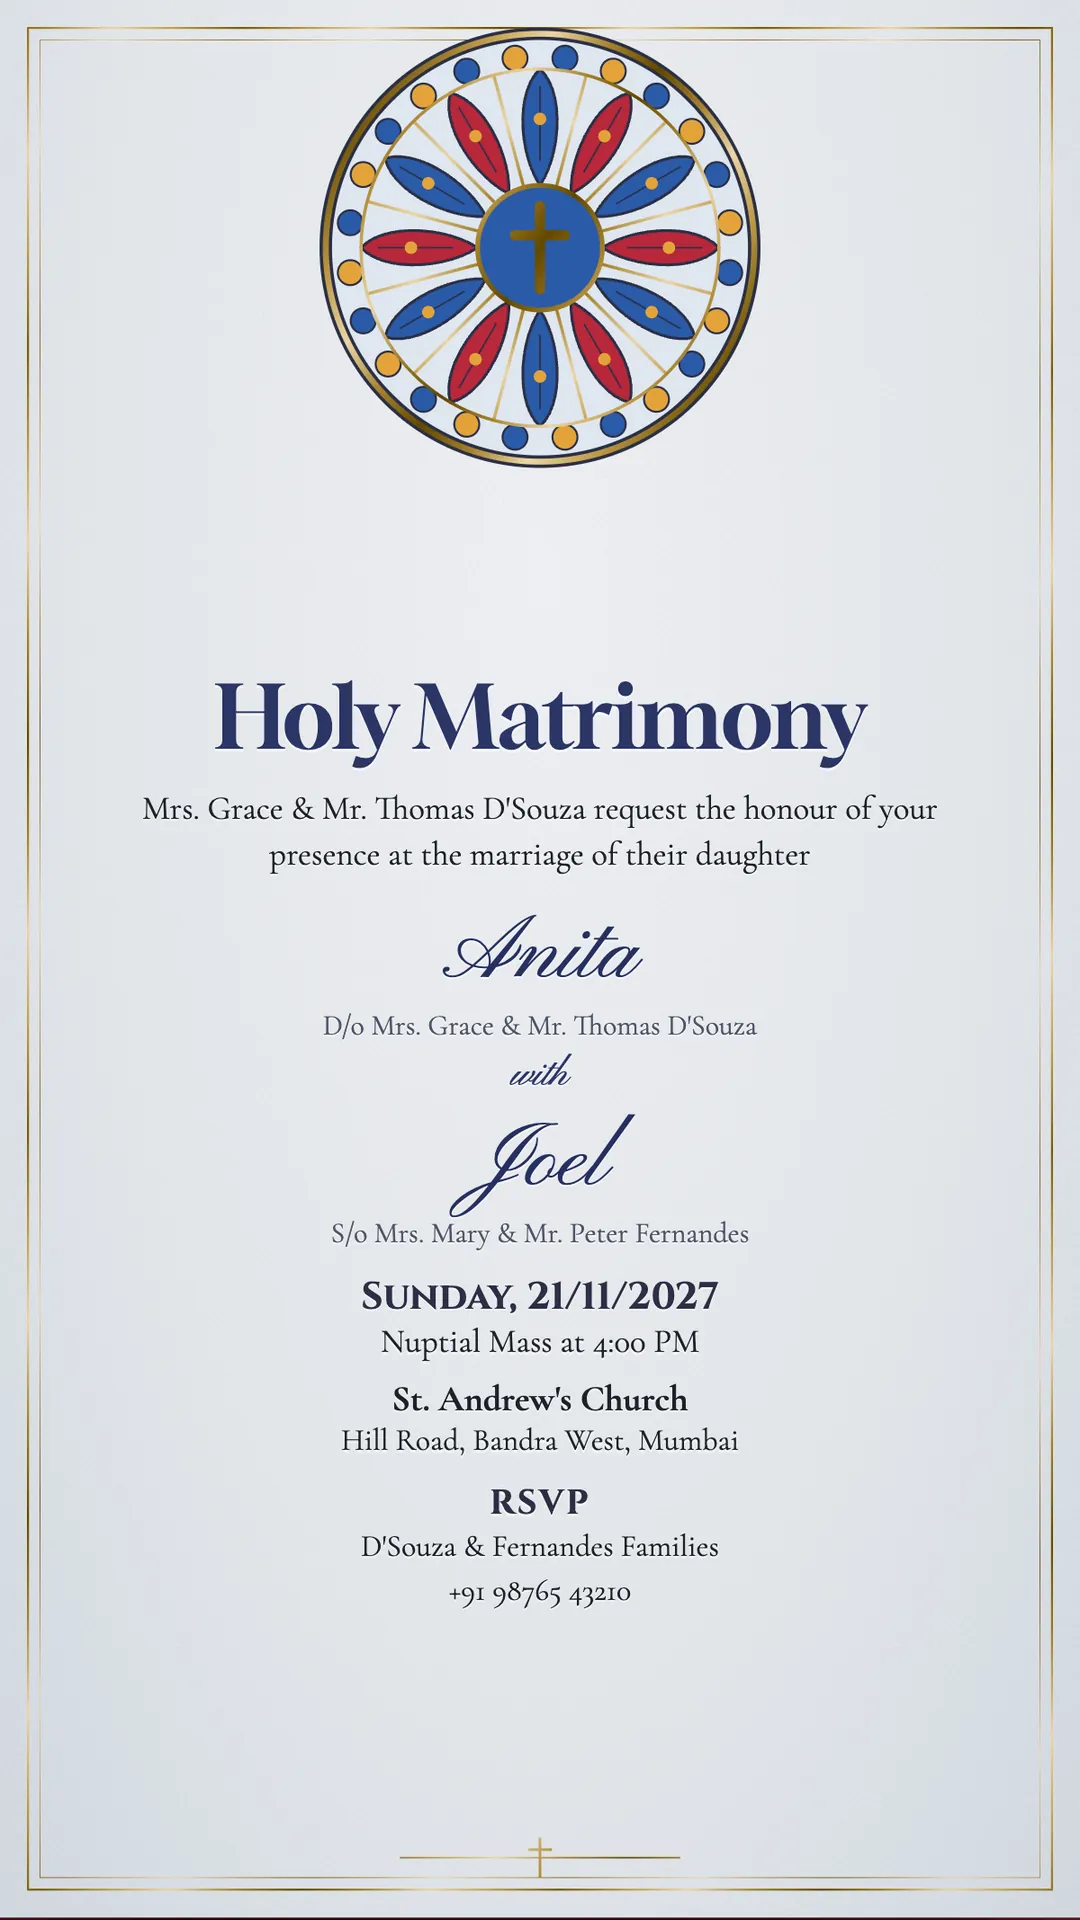 Holy Matrimony
Mrs. Grace & Mr. Thomas D'Souza request the honour of your
presence at the marriage of their daughter
Anita
D/o Mrs. Grace & Mr. Thomas D'Souza
with
Joel
S/o Mrs. Mary & Mr. Peter Fernandes
Sunday, 21/11/2027
Nuptial Mass at 4:00 PM
St. Andrew's Church
Hill Road, Bandra West, Mumbai
RSVP
D'Souza & Fernandes Families
+91 98765 43210